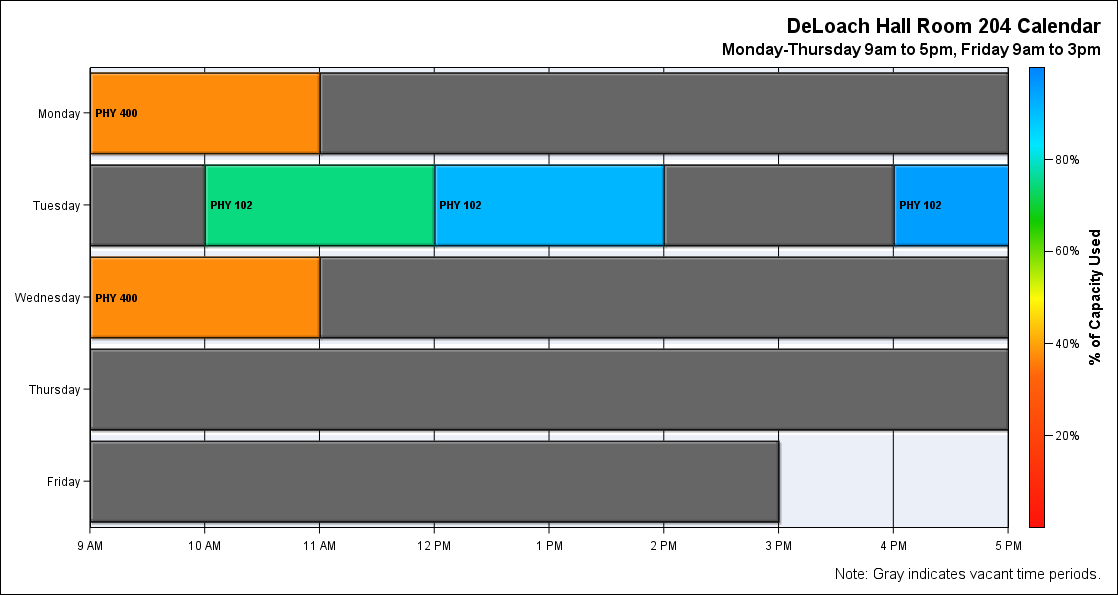 DeLoach Hall Room 204 Calendar
Monday-Thursday 9am to 5pm, Friday 9am to 3pm
Monday
PHY 400
80%
Tuesday
PHY 102
PHY 102
PHY 102
60%
% of Capacity Used
Wednesday
PHY 400
40%
Thursday
20%
Friday
9 AM
10 AM
11 AM
12 PM
1 PM
2 PM
3 PM
4 PM
5 PM
Note: Gray indicates vacant time periods.